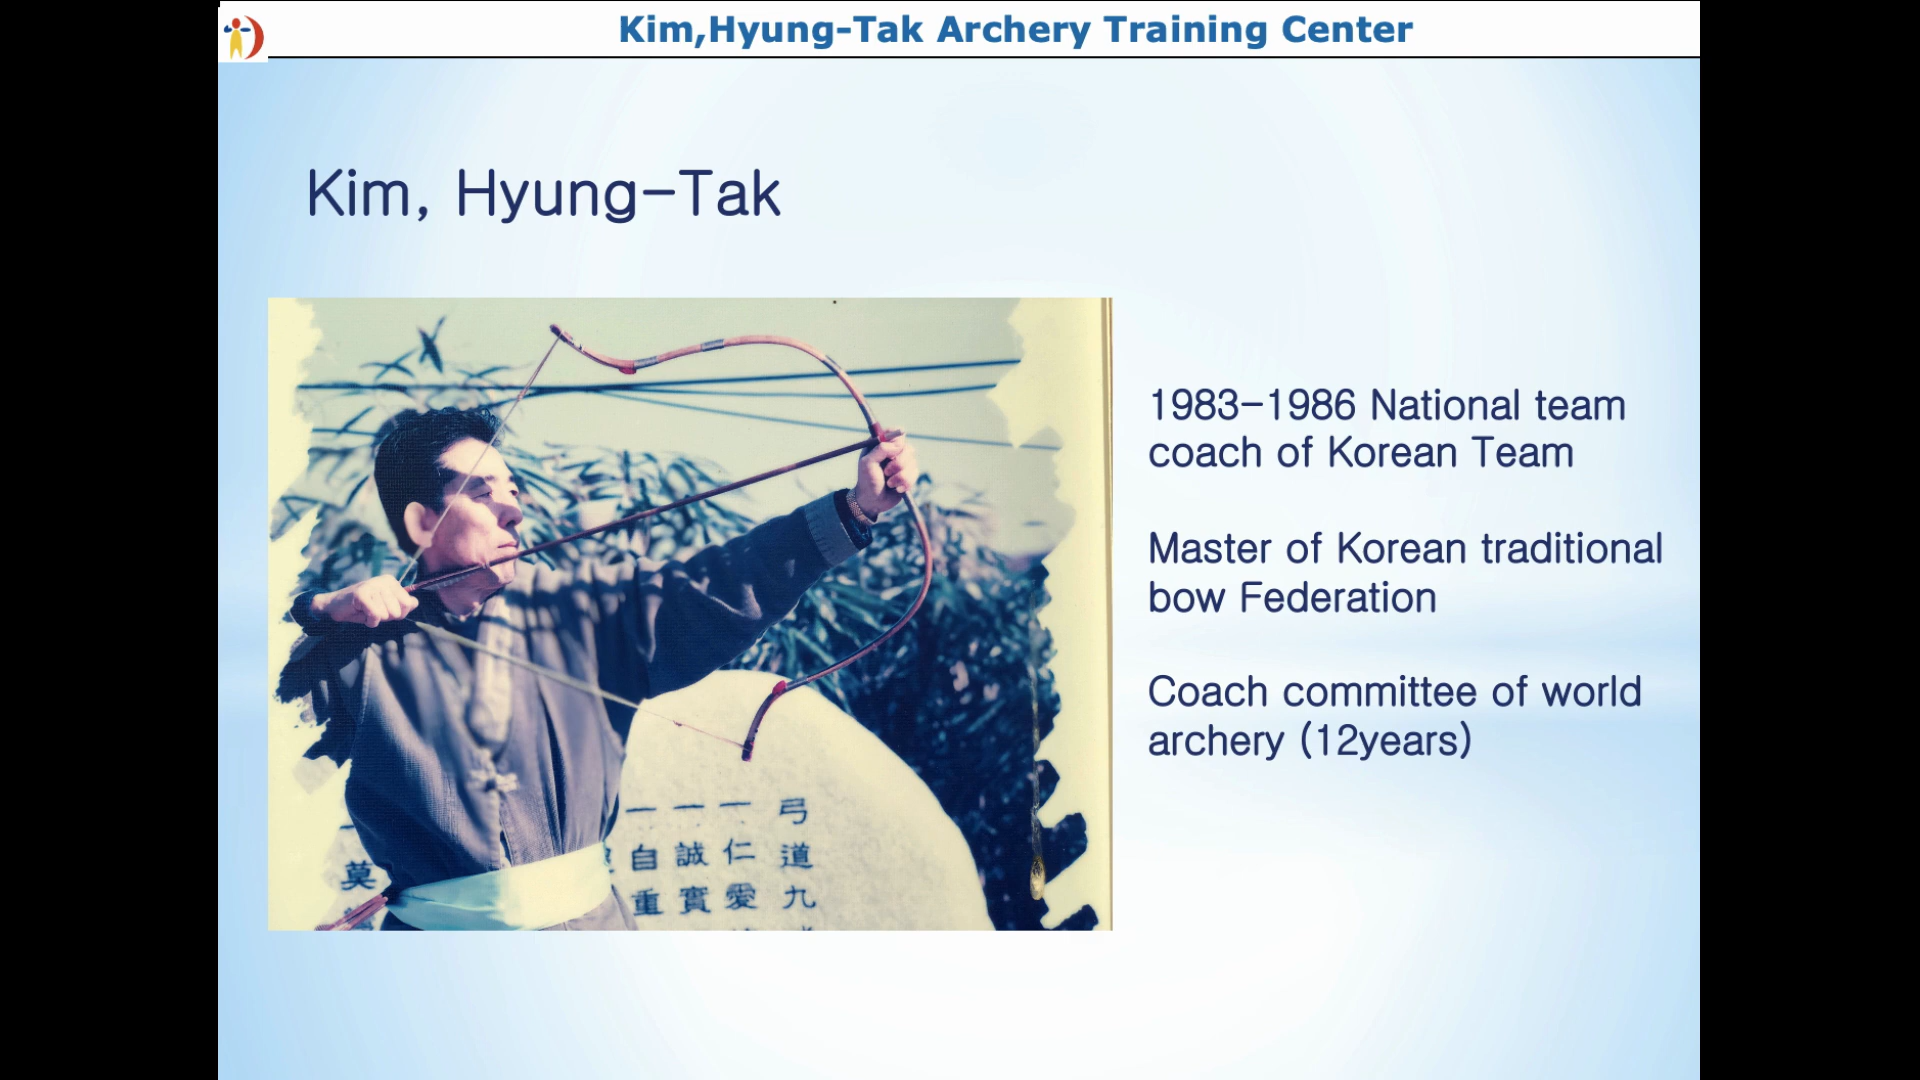 Kim,Hyung-Tak Archery Training Center
Kim, Hyung-Tak
1983-1986 National team
coach of Korean Team
Master of Korean traditional
bow Federation
Coach committee of world
archery (12years)
弓道九
一仁愛
一誠實
一自重
莫